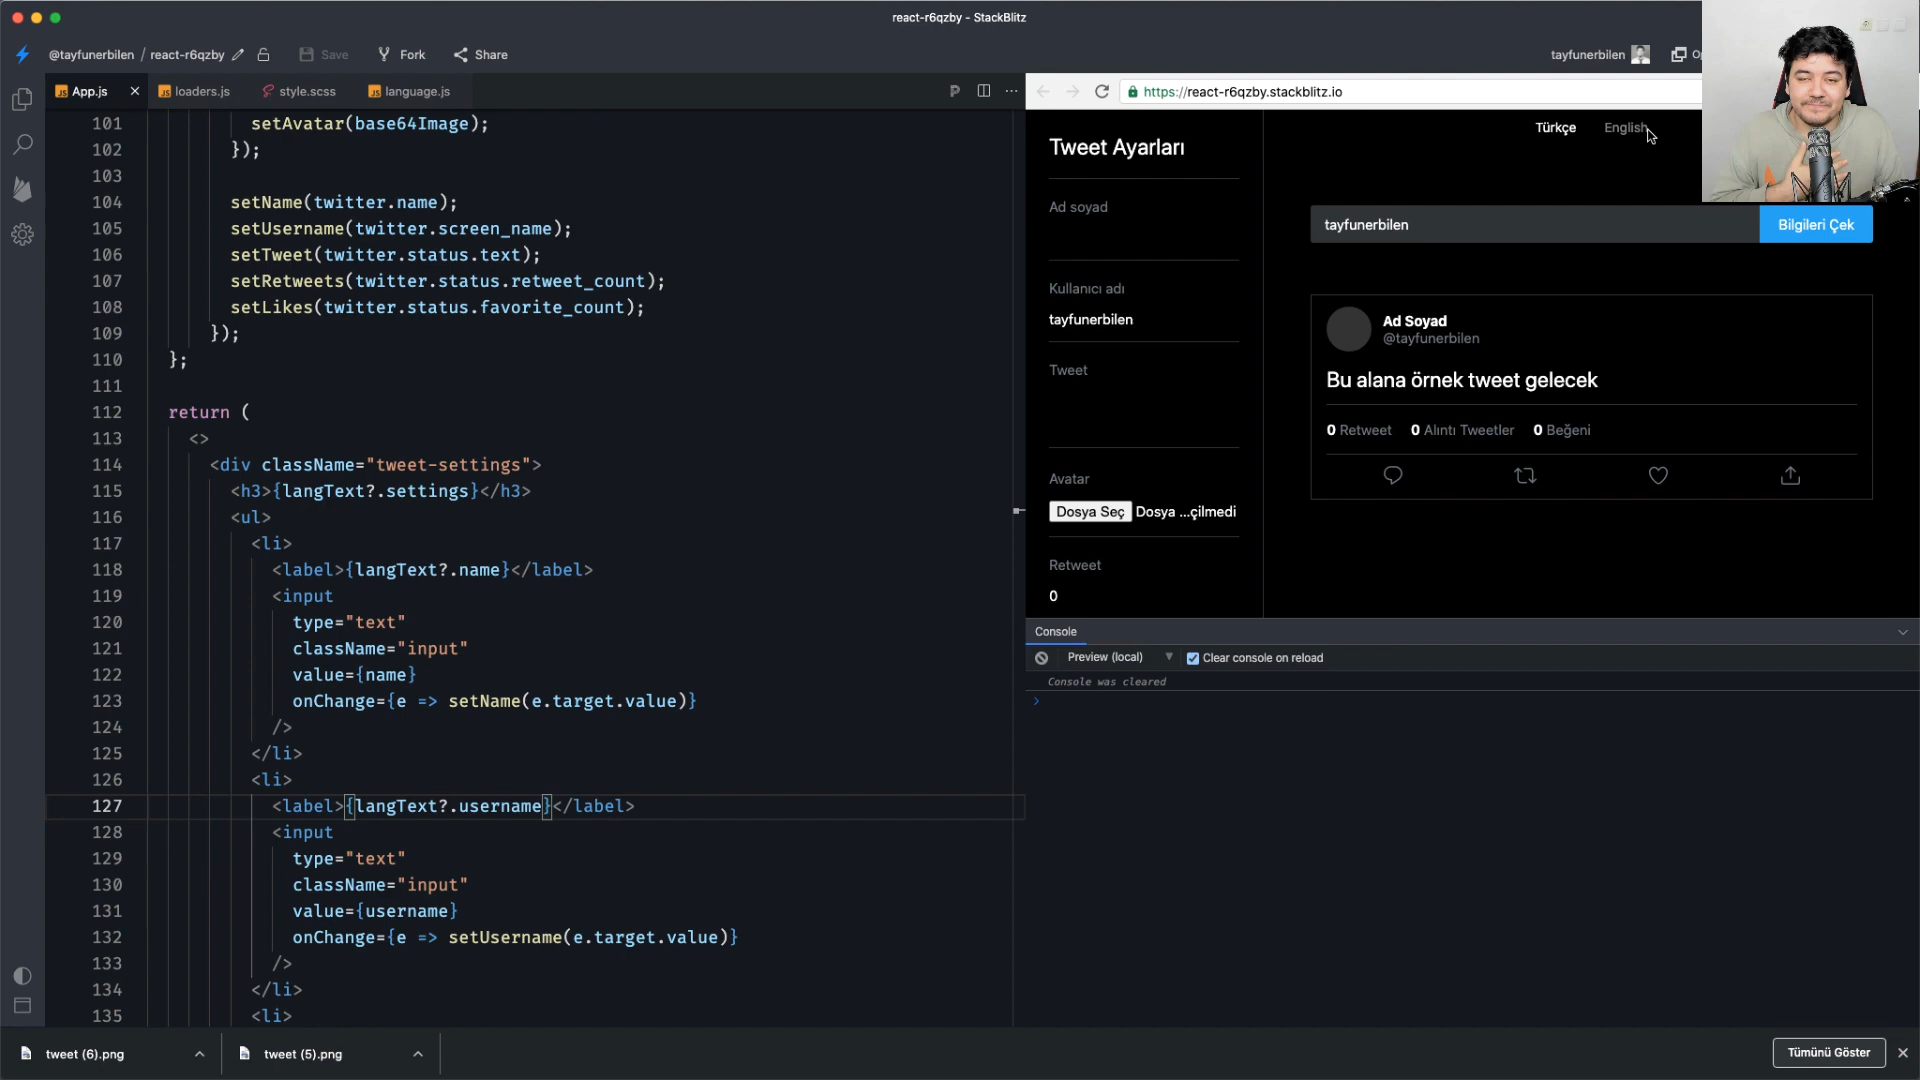 react-r6qzby - StackBlitz
@tayfunerbilen / react-r6qzby
Save
Fork
Share
tayfunerbilen
App.js
loaders.js
style.scss
language.js
https://react-r6qzby.stackblitz.io
101 setAvatar(base64Image);
102 });
103
104 setName(twitter.name);
105 setUsername(twitter.screen_name);
106 setTweet(twitter.status.text);
107 setRetweets(twitter.status.retweet_count);
108 setLikes(twitter.status.favorite_count);
109 });
110 };
111
112 return (
113 <>
114 <div className="tweet-settings">
115 <h3>{langText?.settings}</h3>
116 <ul>
117 <li>
118 <label>{langText?.name}</label>
119 <input
120 type="text"
121 className="input"
122 value={name}
123 onChange={e => setName(e.target.value)}
124 />
125 </li>
126 <li>
127 <label>{langText?.username}</label>
128 <input
129 type="text"
130 className="input"
131 value={username}
132 onChange={e => setUsername(e.target.value)}
133 />
134 </li>
135 <li>
Tweet Ayarları
Ad soyad
Kullanıcı adı
tayfunerbilen
Tweet
Avatar
Dosya Seç Dosya ...çilmedi
Retweet
0
Türkçe English
tayfunerbilen
Bilgileri Çek
Ad Soyad
@tayfunerbilen
Bu alana örnek tweet gelecek
0 Retweet 0 Alıntı Tweetler 0 Beğeni
Console
Preview (local)
Clear console on reload
Console was cleared
tweet (6).png
tweet (5).png
Tümünü Göster